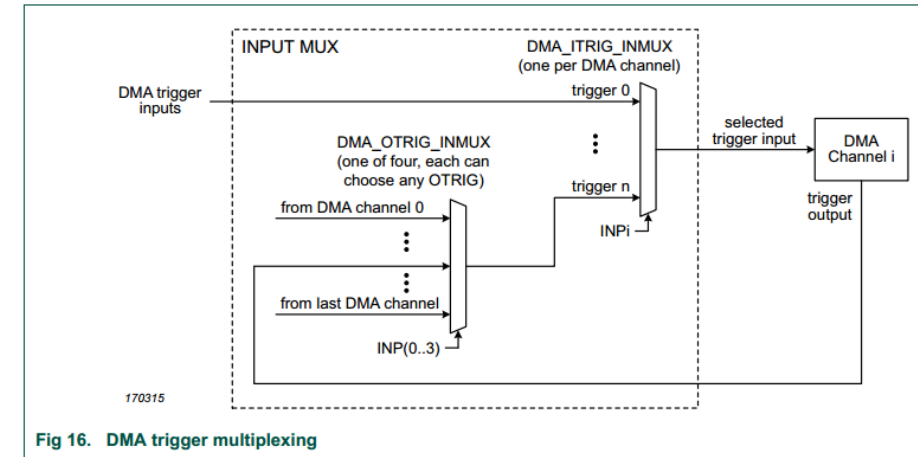 INPUT MUX
DMA_ITRIG_INMUX
(one per DMA channel)
DMA trigger
inputs
trigger 0
selected
trigger input
DMA
Channel i
DMA_OTRIG_INMUX
(one of four, each can
choose any OTRIG)
trigger n
trigger
output
from DMA channel 0
INPi
from last DMA channel
INP(0..3)
170315
Fig 16. DMA trigger multiplexing